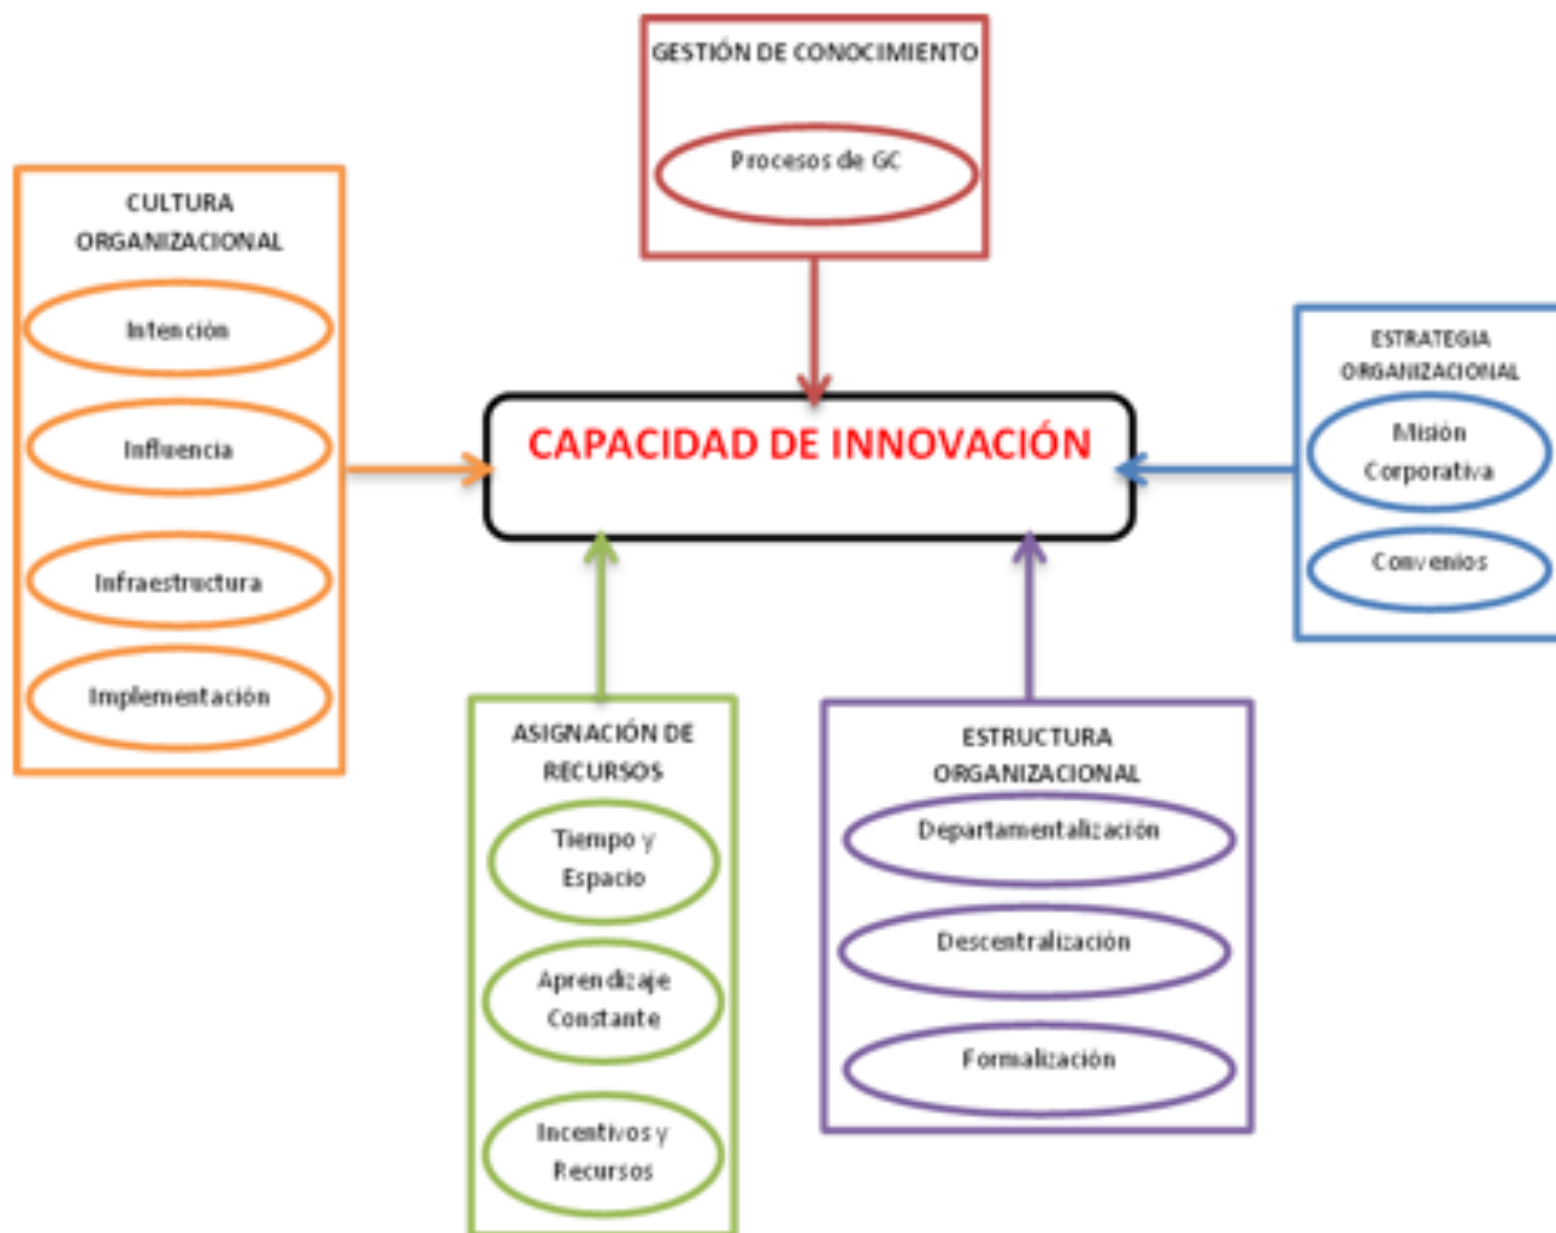 GESTIÓN DE CONOCIMIENTO
Procesos de GC
CULTURA
ORGANIZACIONAL
Intención
Influencia
Infraestructura
Implementación
CAPACIDAD DE INNOVACIÓN
ESTRATEGIA
ORGANIZACIONAL
Misión
Corporativa
Convenios
ASIGNACIÓN DE
RECURSOS
Tiempo y
Espacio
Aprendizaje
Constante
Incentivos y
Recursos
ESTRUCTURA
ORGANIZACIONAL
Departamentalización
Descentralización
Formalización